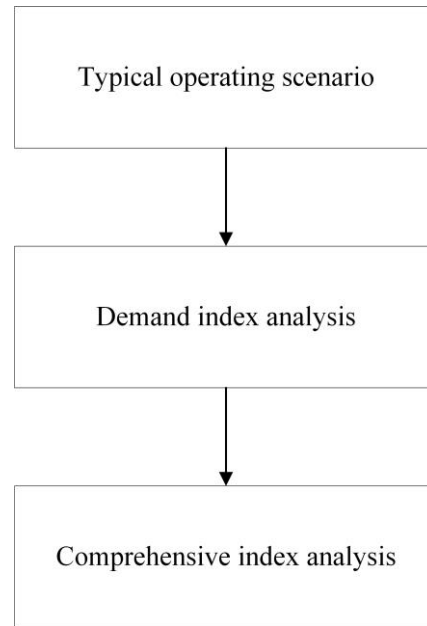 Typical operating scenario
Demand index analysis
Comprehensive index analysis